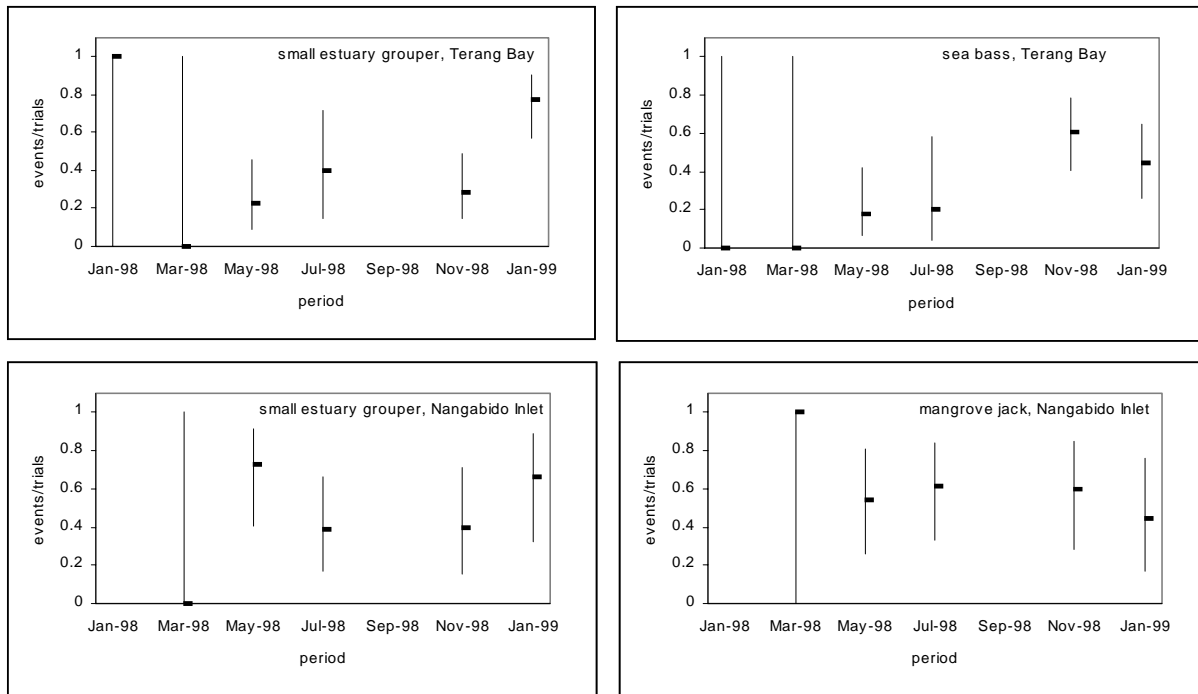 small estuary grouper, Terang Bay
1
0.8
0.6
0.4
0.2
0
events/trials
Jan-98 Mar-98 May-98 Jul-98 Sep-98 Nov-98 Jan-99
period
sea bass, Terang Bay
1
0.8
0.6
0.4
0.2
0
events/trials
Jan-98 Mar-98 May-98 Jul-98 Sep-98 Nov-98 Jan-99
period
small estuary grouper, Nangabido Inlet
1
0.8
0.6
0.4
0.2
0
events/trials
Jan-98 Mar-98 May-98 Jul-98 Sep-98 Nov-98 Jan-99
period
mangrove jack, Nangabido Inlet
1
0.8
0.6
0.4
0.2
0
events/trials
Jan-98 Mar-98 May-98 Jul-98 Sep-98 Nov-98 Jan-99
period